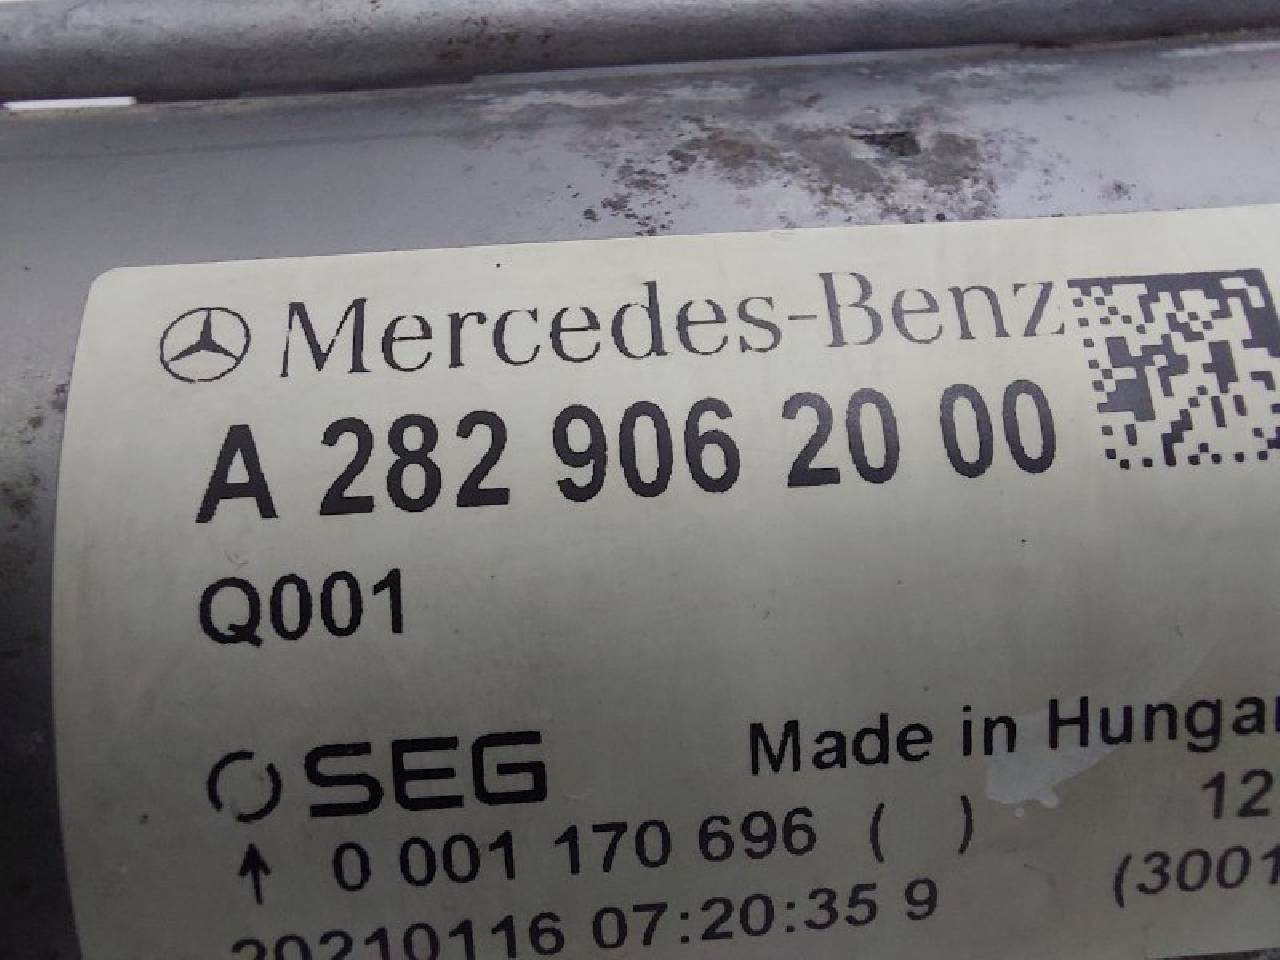 Mercedes-Benz
A 282 906 20 00
Q001
SEG
Made in Hungar
0 001 170 696 ( ) 12
20210116 07:20:35 9 (3001